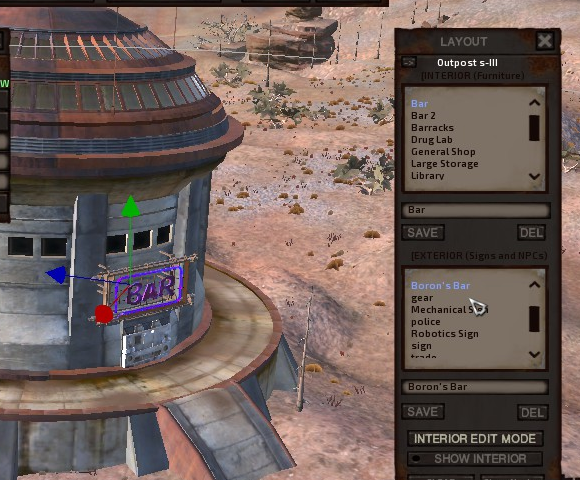 W
BAR
LAYOUT
Outpost s-III
[INTERIOR (Furniture)
Bar
Bar 2
Barracks
Drug Lab
General Shop
Large Storage
Library
Bar
SAVE
DEL
[EXTERIOR (Signs and NPCs)
Boron's Bar
gear
Mechanical
police
Robotics Sign
sign
trade
Boron's Bar
SAVE
DEL
INTERIOR EDIT MODE
SHOW INTERIOR